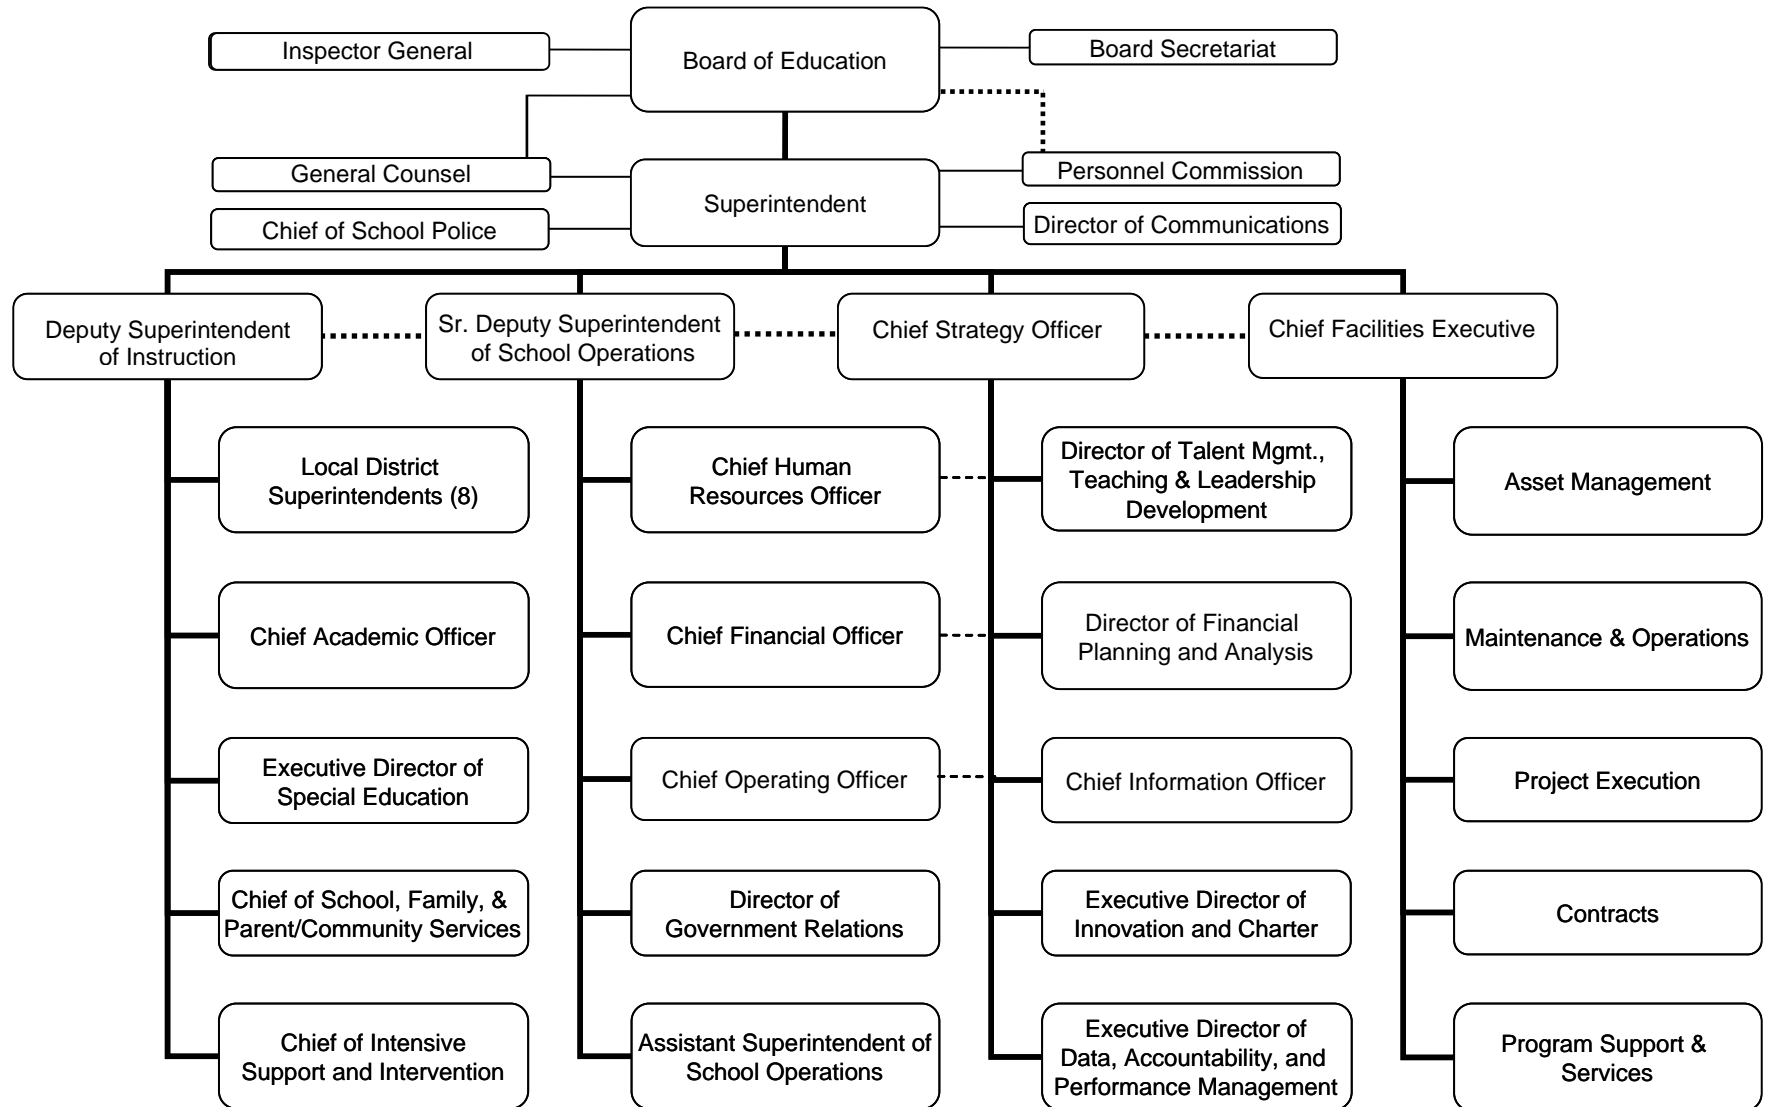 Inspector General
Board of Education
Board Secretariat
General Counsel
Superintendent
Personnel Commission
Chief of School Police
Director of Communications
Deputy Superintendent
of Instruction
Sr. Deputy Superintendent
of School Operations
Chief Strategy Officer
Chief Facilities Executive
Local District
Superintendents (8)
Chief Human
Resources Officer
Director of Talent Mgmt.,
Teaching & Leadership
Development
Asset Management
Chief Academic Officer
Chief Financial Officer
Director of Financial
Planning and Analysis
Maintenance & Operations
Executive Director of
Special Education
Chief Operating Officer
Chief Information Officer
Project Execution
Chief of School, Family, &
Parent/Community Services
Director of
Government Relations
Executive Director of
Innovation and Charter
Contracts
Chief of Intensive
Support and Intervention
Assistant Superintendent of
School Operations
Executive Director of
Data, Accountability, and
Performance Management
Program Support &
Services